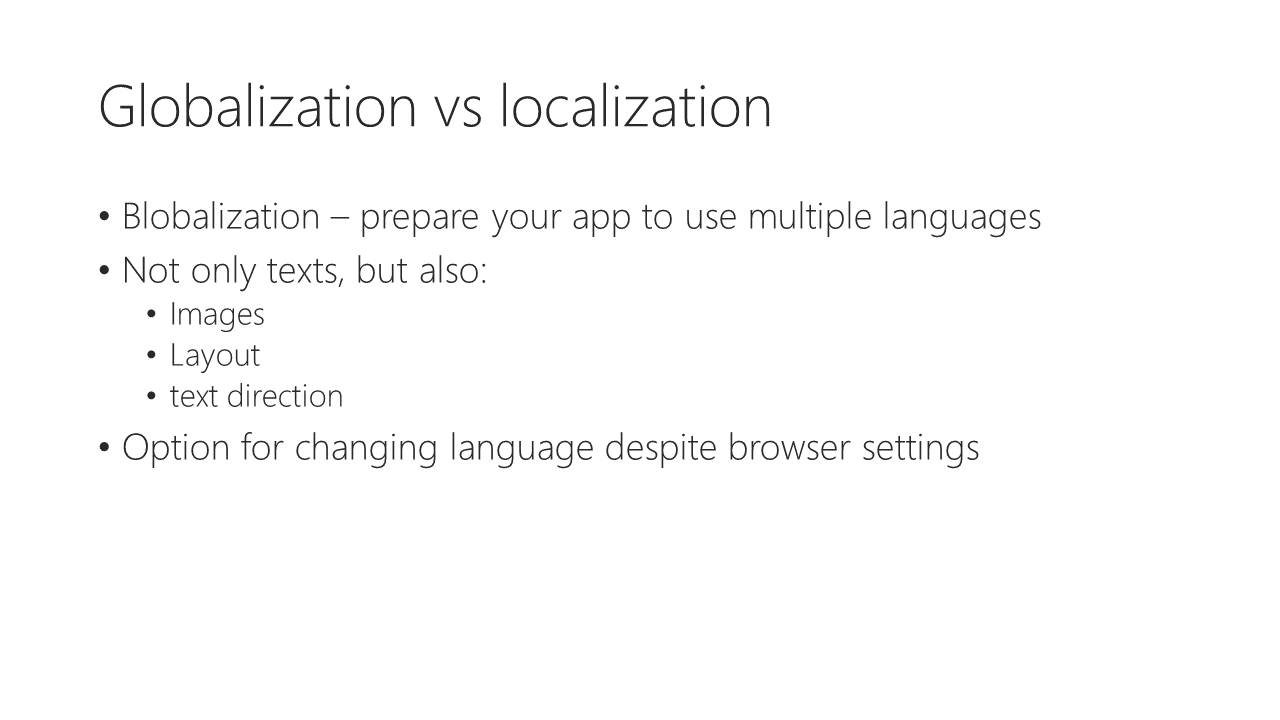 Globalization vs localization
• Blobalization – prepare your app to use multiple languages
• Not only texts, but also:
• Images
• Layout
• text direction
• Option for changing language despite browser settings